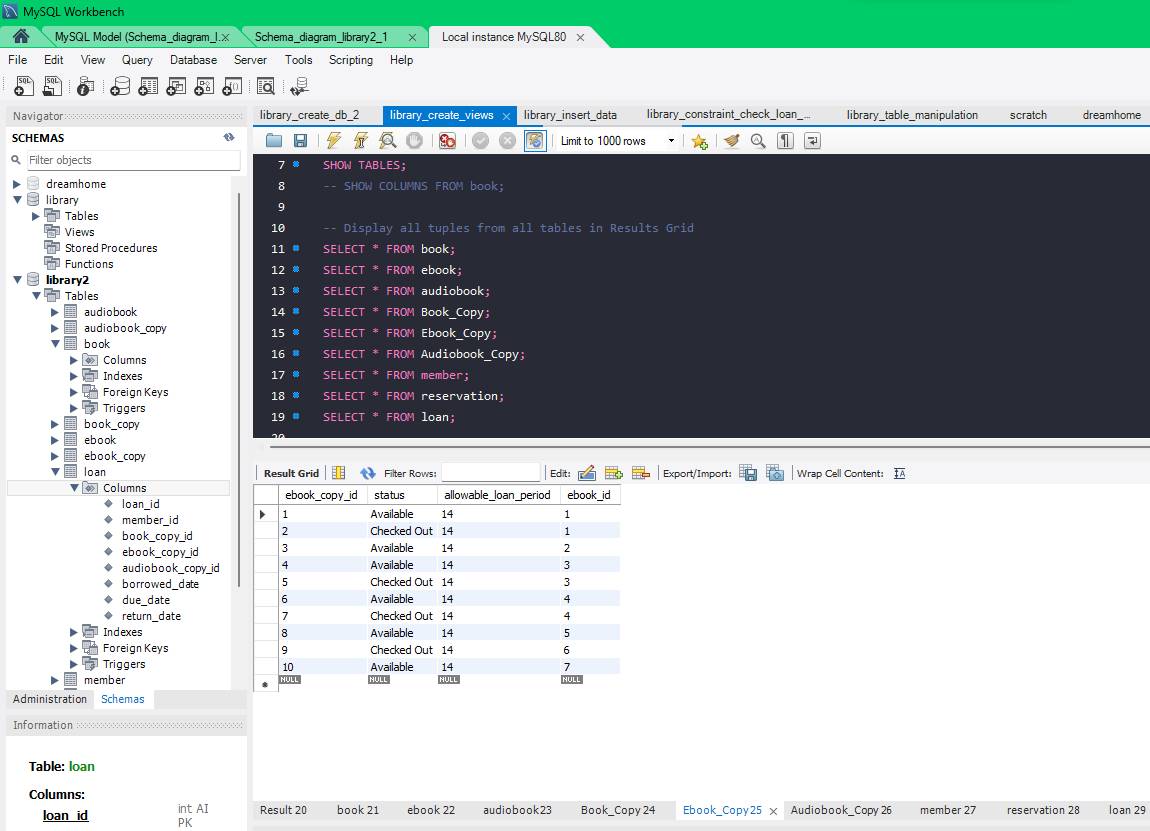 MySQL Workbench
MySQL Model (Schema_diagram_l... × Schema_diagram_library2_1 × Local instance MySQL80 ×
File Edit View Query Database Server Tools Scripting Help
Navigator
SCHEMAS
Filter objects
dreamhome
library
Tables
Views
Stored Procedures
Functions
library2
Tables
audiobook
audiobook_copy
book
Columns
Indexes
Foreign Keys
Triggers
book_copy
ebook
ebook_copy
loan
Columns
loan_id
member_id
book_copy_id
ebook_copy_id
audiobook_copy_id
borrowed_date
due_date
return_date
Indexes
Foreign Keys
Triggers
member
Administration Schemas
Information
Table: loan
Columns:
loan_id int AI
PK
library_create_db_2 library_create_views × library_insert_data library_constraint_check_loan_... library_table_manipulation scratch dreamhome
Limit to 1000 rows
7 SHOW TABLES;
8 -- SHOW COLUMNS FROM book;
9
10 -- Display all tuples from all tables in Results Grid
11 SELECT * FROM book;
12 SELECT * FROM ebook;
13 SELECT * FROM audiobook;
14 SELECT * FROM Book_Copy;
15 SELECT * FROM Ebook_Copy;
16 SELECT * FROM Audiobook_Copy;
17 SELECT * FROM member;
18 SELECT * FROM reservation;
19 SELECT * FROM loan;
20
Result Grid Filter Rows: Edit: Export/Import: Wrap Cell Content: IA
ebook_copy_id status allowable_loan_period ebook_id
1 Available 14 1
2 Checked Out 14 1
3 Available 14 2
4 Available 14 3
5 Checked Out 14 3
6 Available 14 4
7 Checked Out 14 4
8 Available 14 5
9 Checked Out 14 6
10 Available 14 7
NULL NULL NULL NULL
Result 20 book 21 ebook 22 audiobook23 Book_Copy 24 Ebook_Copy25 × Audiobook_Copy 26 member 27 reservation 28 loan 29